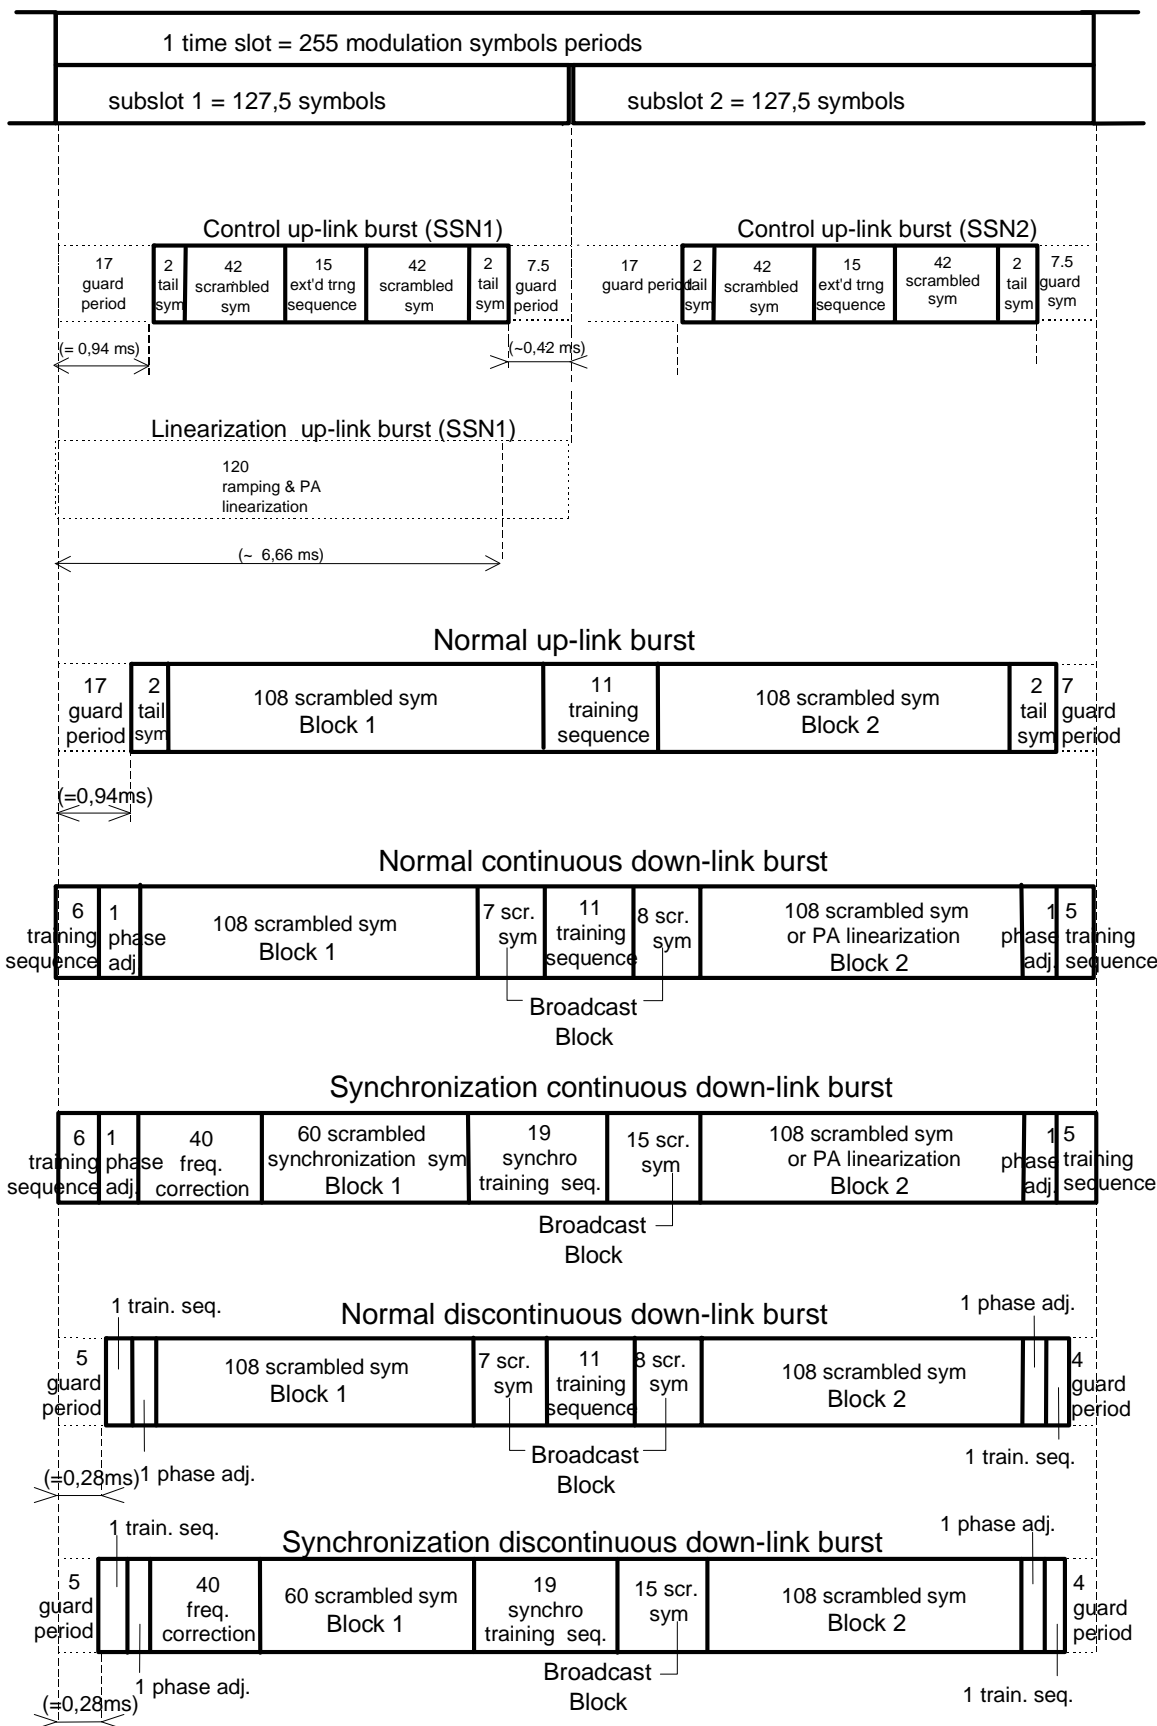 1 time slot = 255 modulation symbols periods
subslot 1 = 127,5 symbols
subslot 2 = 127,5 symbols
Control up-link burst (SSN1)
Control up-link burst (SSN2)
17
guard
period
2
tail
sym
42
scrambled
sym
15
ext'd trng
sequence
42
scrambled
sym
2
tail
sym
7.5
guard
period
17
guard period
2
tail
sym
42
scrambled
sym
15
ext'd trng
sequence
42
scrambled
sym
2
tail
sym
7.5
guard
sym
(= 0,94 ms)
(~0,42 ms)
Linearization up-link burst (SSN1)
120
ramping & PA
linearization
(~ 6,66 ms)
Normal up-link burst
17
guard
period
2
tail
sym
108 scrambled sym
Block 1
11
training
sequence
108 scrambled sym
Block 2
2
tail
sym
7
guard
period
(=0,94ms)
Normal continuous down-link burst
6
training
sequence
1
phase
adj.
108 scrambled sym
Block 1
7 scr.
sym
11
training
sequence
8 scr.
sym
108 scrambled sym
or PA linearization
Block 2
1
phase
adj.
5
training
sequence
Broadcast
Block
Synchronization continuous down-link burst
6
training
sequence
1
phase
adj.
40
freq.
correction
60 scrambled
synchronization sym
Block 1
19
synchro
training seq.
15 scr.
sym
108 scrambled sym
or PA linearization
Block 2
1
phase
adj.
5
training
sequence
Broadcast
Block
1 train. seq.
Normal discontinuous down-link burst
1 phase adj.
5
guard
period
108 scrambled sym
Block 1
7 scr.
sym
11
training
sequence
8 scr.
sym
108 scrambled sym
Block 2
4
guard
period
Broadcast
Block
1 train. seq.
(=0,28ms)
1 phase adj.
1 train. seq.
Synchronization discontinuous down-link burst
1 phase adj.
5
guard
period
40
freq.
correction
60 scrambled sym
Block 1
19
synchro
training seq.
15 scr.
sym
108 scrambled sym
Block 2
4
guard
period
Broadcast
Block
1 phase adj.
1 train. seq.
(=0,28ms)